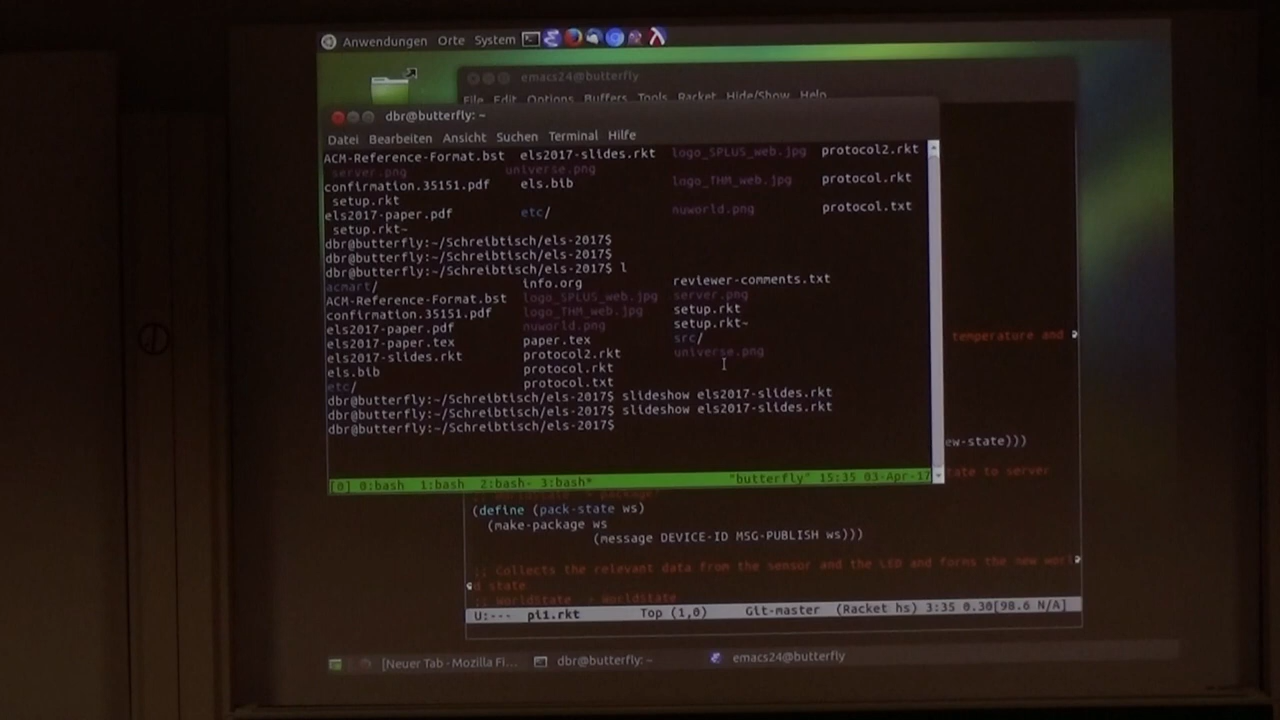 Anwendungen Orte System
emacs24@butterfly
File Edit Options Buffers Tools Racket Hide/Show Help
dbr@butterfly: ~
Datei Bearbeiten Ansicht Suchen Terminal Hilfe
ACM-Reference-Format.bst els2017-slides.rkt logo_SPLUS_web.jpg protocol2.rkt
server.png universe.png
confirmation.35151.pdf els.bib logo_THM_web.jpg protocol.rkt
setup.rkt
els2017-paper.pdf etc/ nuworld.png protocol.txt
setup.rkt~
dbr@butterfly:~/Schreibtisch/els-2017$
dbr@butterfly:~/Schreibtisch/els-2017$
dbr@butterfly:~/Schreibtisch/els-2017$ l
acmart/ info.org reviewer-comments.txt
ACM-Reference-Format.bst logo_SPLUS_web.jpg server.png
confirmation.35151.pdf logo_THM_web.jpg setup.rkt
els2017-paper.pdf nuworld.png setup.rkt~
els2017-paper.tex paper.tex src/
els2017-slides.rkt protocol2.rkt universe.png
els.bib protocol.rkt
etc/ protocol.txt
dbr@butterfly:~/Schreibtisch/els-2017$ slideshow els2017-slides.rkt
dbr@butterfly:~/Schreibtisch/els-2017$ slideshow els2017-slides.rkt
dbr@butterfly:~/Schreibtisch/els-2017$
[0] 0:bash 1:bash 2:bash- 3:bash* "butterfly" 15:35 03-Apr-17
temperature and
ew-state)))
to server
(define (pack-state ws)
(make-package ws
(message DEVICE-ID MSG-PUBLISH ws)))
;; Collects the relevant data from the sensor and the LED and forms the new worl
d state
;; WorldState > WorldState
U:--- pi1.rkt Top (1,0) Git-master (Racket hs) 3:35 0.30[98.6 N/A]
[Neuer Tab - Mozilla Fi... dbr@butterfly: ~ emacs24@butterfly